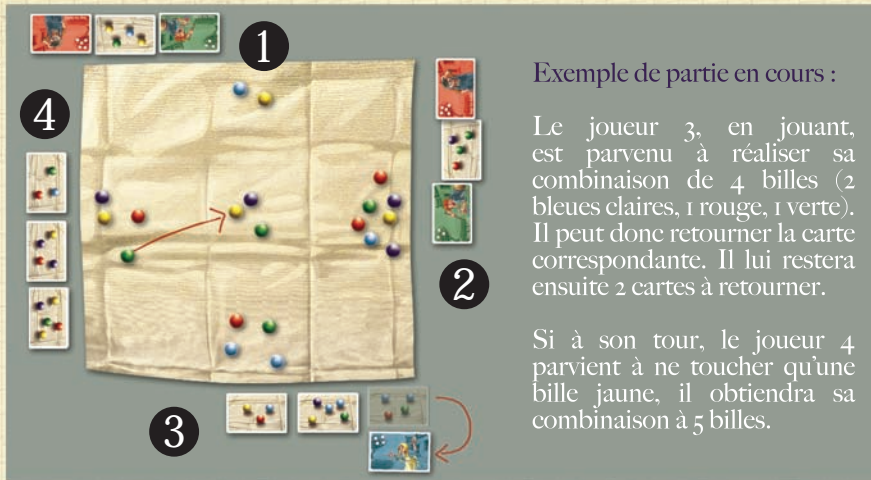 1
4
2
3
Exemple de partie en cours :
Le joueur 3, en jouant,
est parvenu à réaliser sa
combinaison de 4 billes (2
bleues claires, 1 rouge, 1 verte).
Il peut donc retourner la carte
correspondante. Il lui restera
ensuite 2 cartes à retourner.
Si à son tour, le joueur 4
parvient à ne toucher qu'une
bille jaune, il obtiendra sa
combinaison à 5 billes.